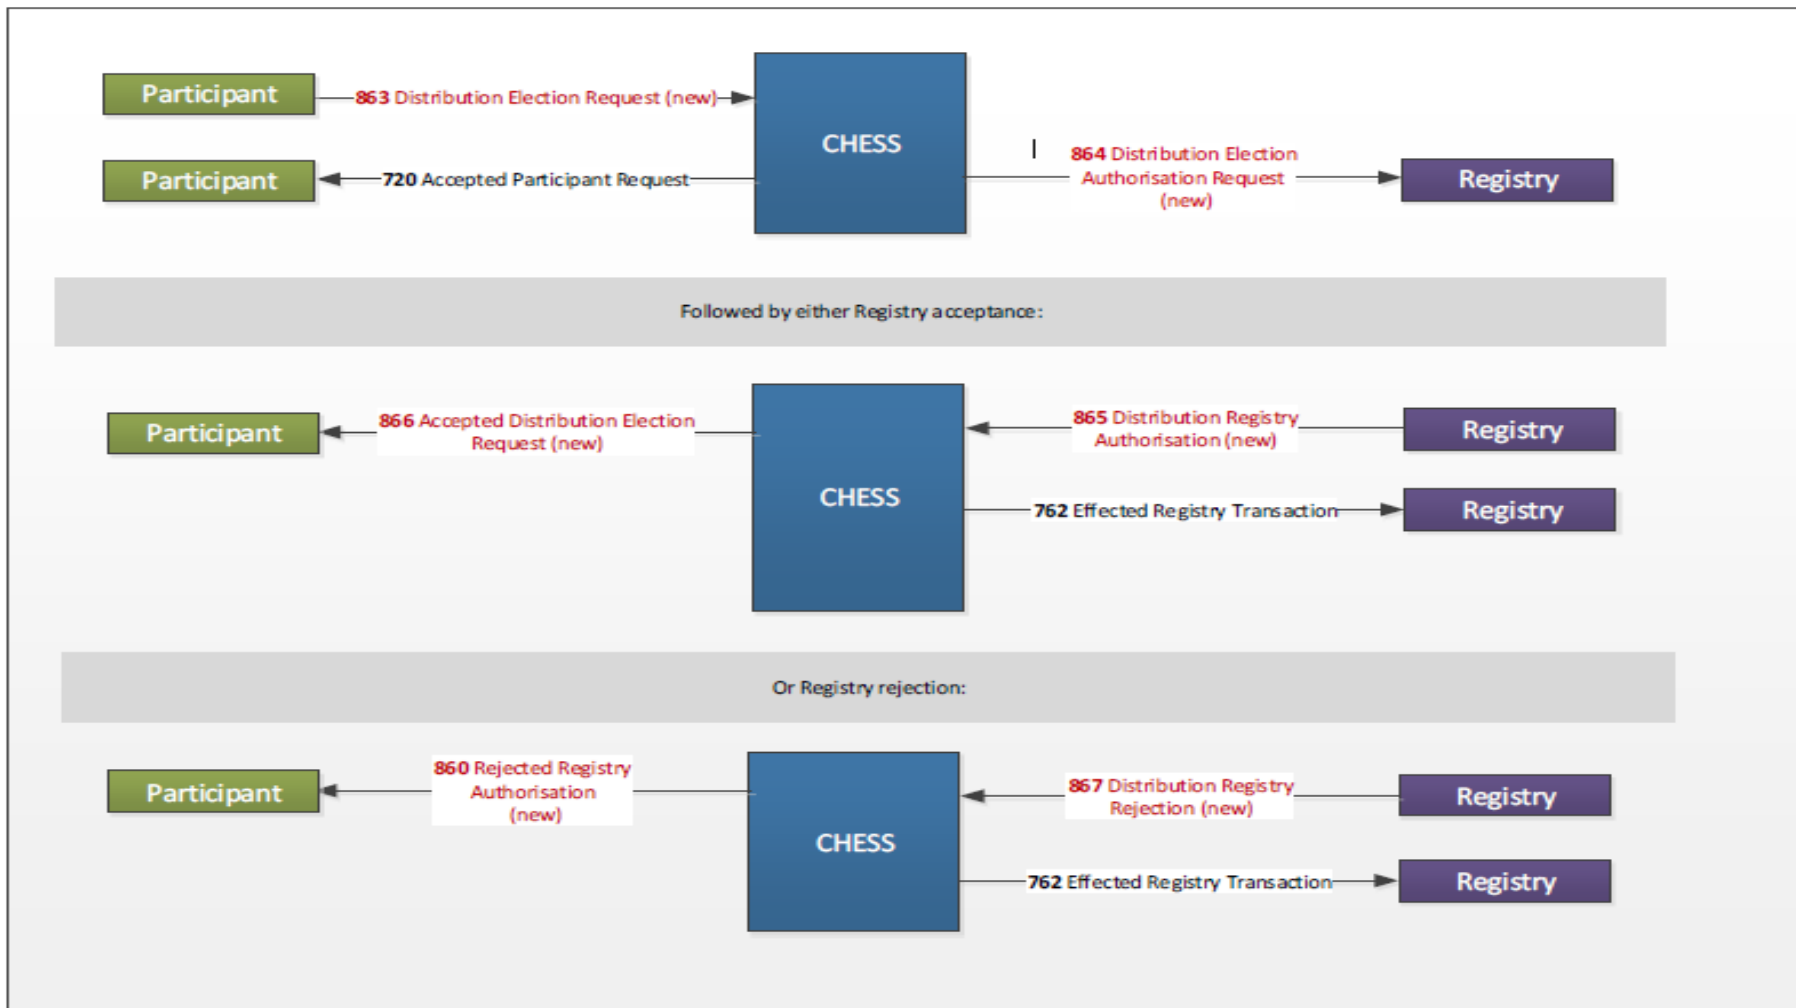 Participant
863 Distribution Election Request (new)
CHESS
Participant
720 Accepted Participant Request
864 Distribution Election
Authorisation Request
(new)
Registry
Followed by either Registry acceptance:
Participant
866 Accepted Distribution Election
Request (new)
CHESS
865 Distribution Registry
Authorisation (new)
Registry
762 Effected Registry Transaction
Registry
Or Registry rejection:
Participant
860 Rejected Registry
Authorisation
(new)
CHESS
867 Distribution Registry
Rejection (new)
Registry
762 Effected Registry Transaction
Registry